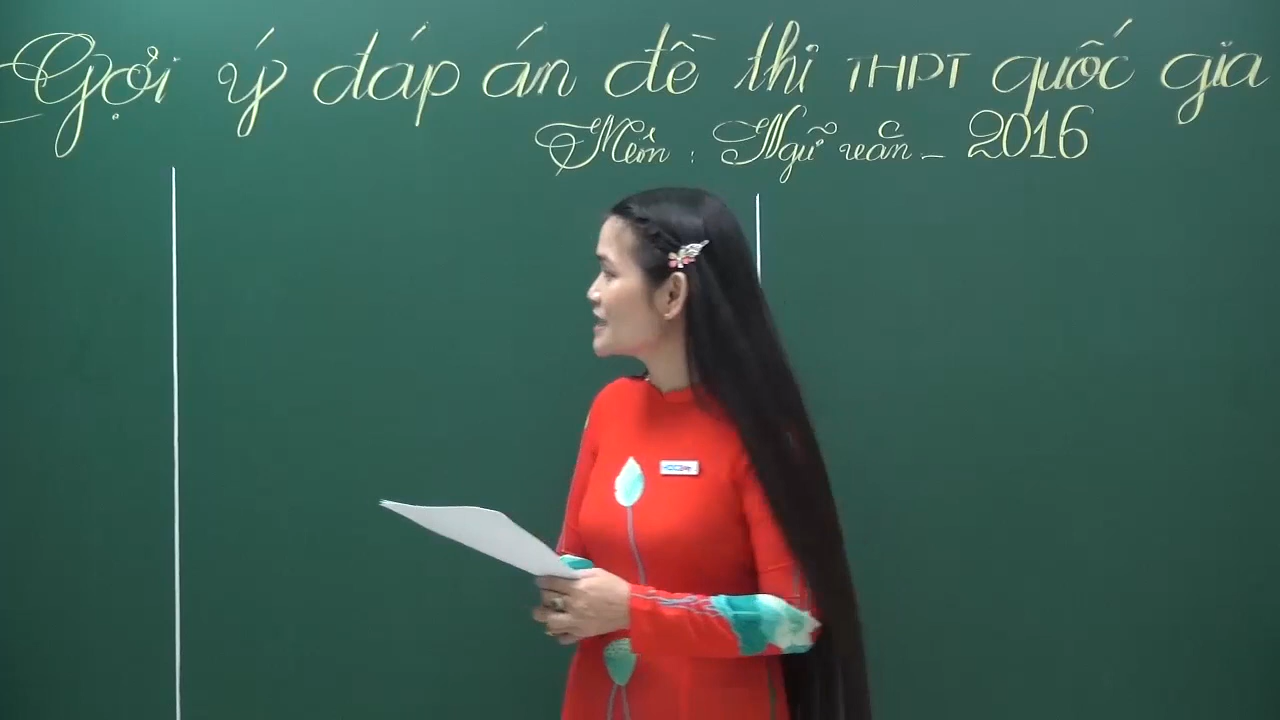 Gợi ý đáp án đề thi THPT quốc gia
Môn : Ngữ văn - 2016